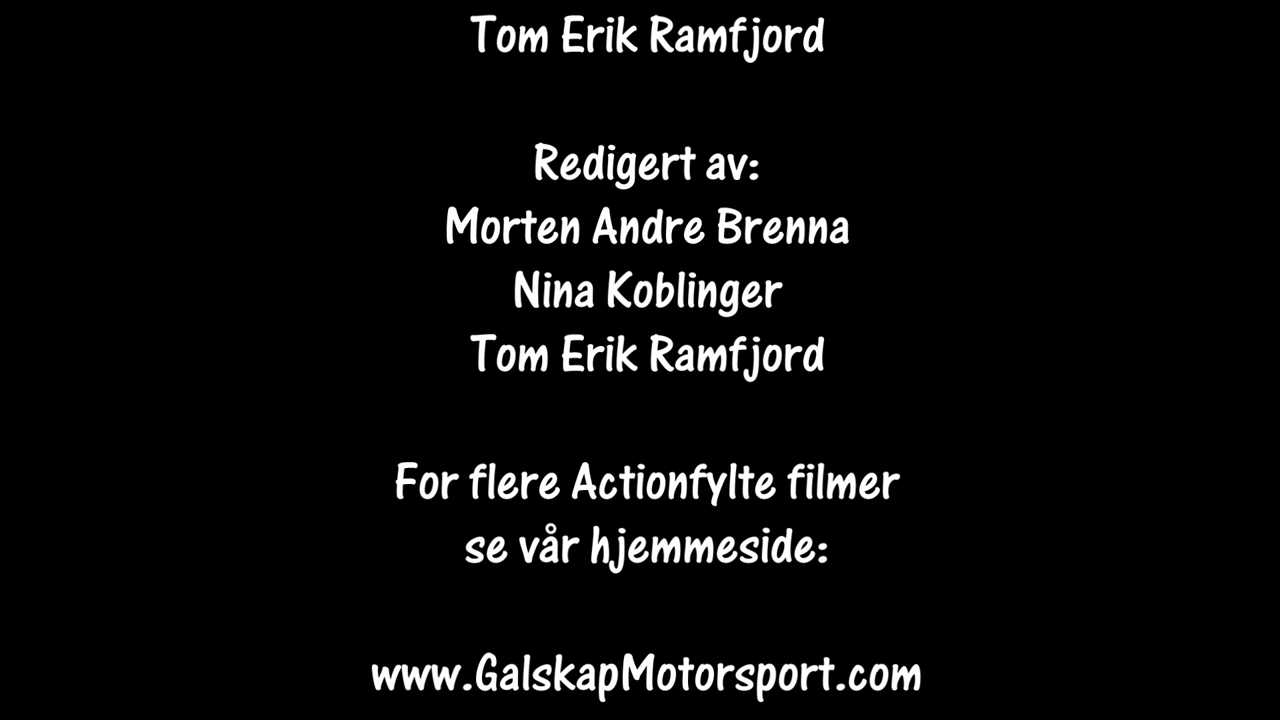 Tom Erik Ramfjord
Redigert av:
Morten Andre Brenna
Nina Koblinger
Tom Erik Ramfjord
For flere Actionfylte filmer
se vår hjemmeside:
www.GalskapMotorsport.com